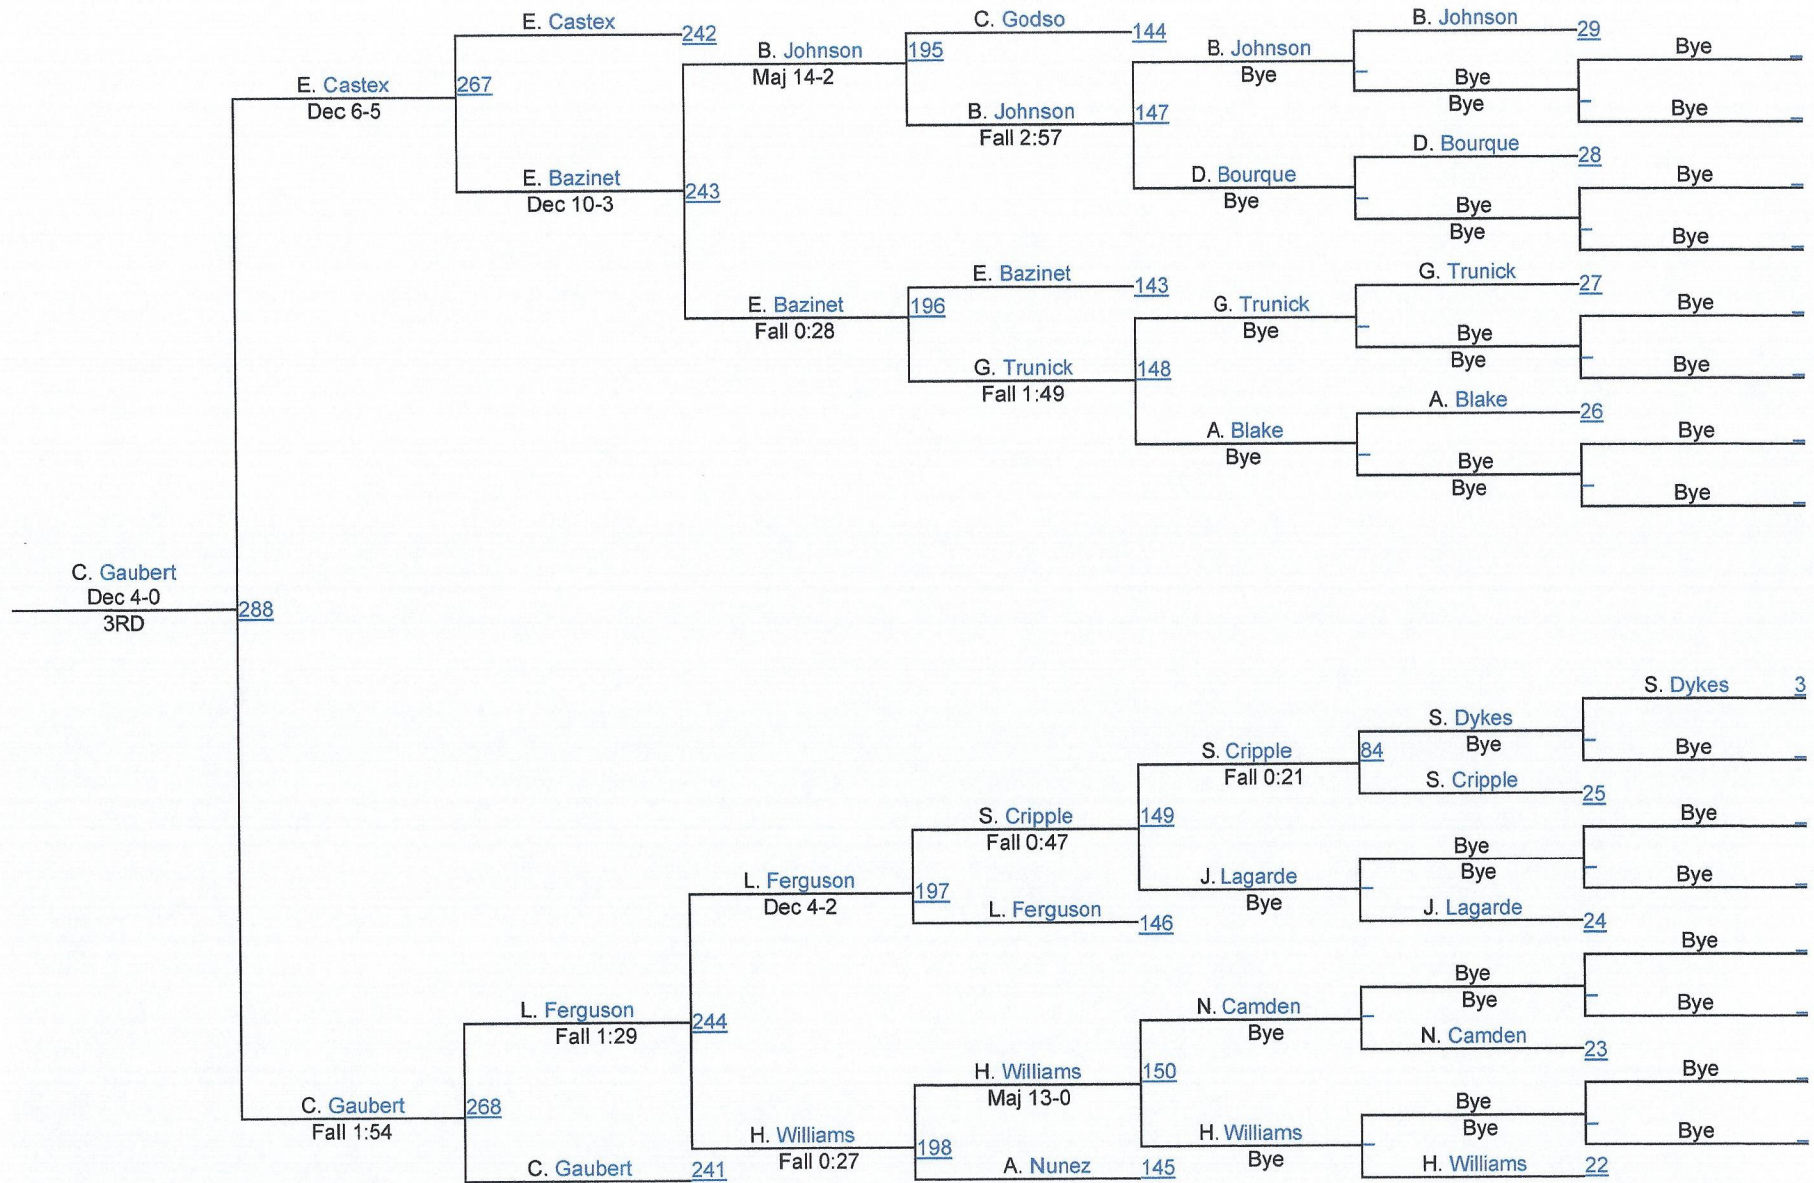 E. Castex
242
C. Godso
144
B. Johnson
29
Bye
B. Johnson
Maj 14-2
195
B. Johnson
Bye
Bye
Bye
E. Castex
Dec 6-5
267
B. Johnson
Fall 2:57
147
Bye
D. Bourque
28
E. Bazinet
Dec 10-3
243
D. Bourque
Bye
Bye
Bye
Bye
Bye
E. Bazinet
143
G. Trunick
27
E. Bazinet
Fall 0:28
196
G. Trunick
Bye
Bye
Bye
Bye
G. Trunick
Fall 1:49
148
Bye
A. Blake
26
A. Blake
Bye
Bye
Bye
Bye
Bye
C. Gaubert
Dec 4-0
3RD
288
S. Dykes
3
S. Dykes
Bye
Bye
S. Cripple
Fall 0:21
84
S. Cripple
25
S. Cripple
Fall 0:47
149
Bye
Bye
Bye
Bye
L. Ferguson
Dec 4-2
197
J. Lagarde
Bye
L. Ferguson
146
J. Lagarde
24
Bye
Bye
Bye
Bye
L. Ferguson
Fall 1:29
244
N. Camden
Bye
N. Camden
23
H. Williams
Maj 13-0
150
Bye
C. Gaubert
Fall 1:54
268
Bye
Bye
Bye
H. Williams
Fall 0:27
198
H. Williams
Bye
C. Gaubert
241
A. Nunez
145
H. Williams
22